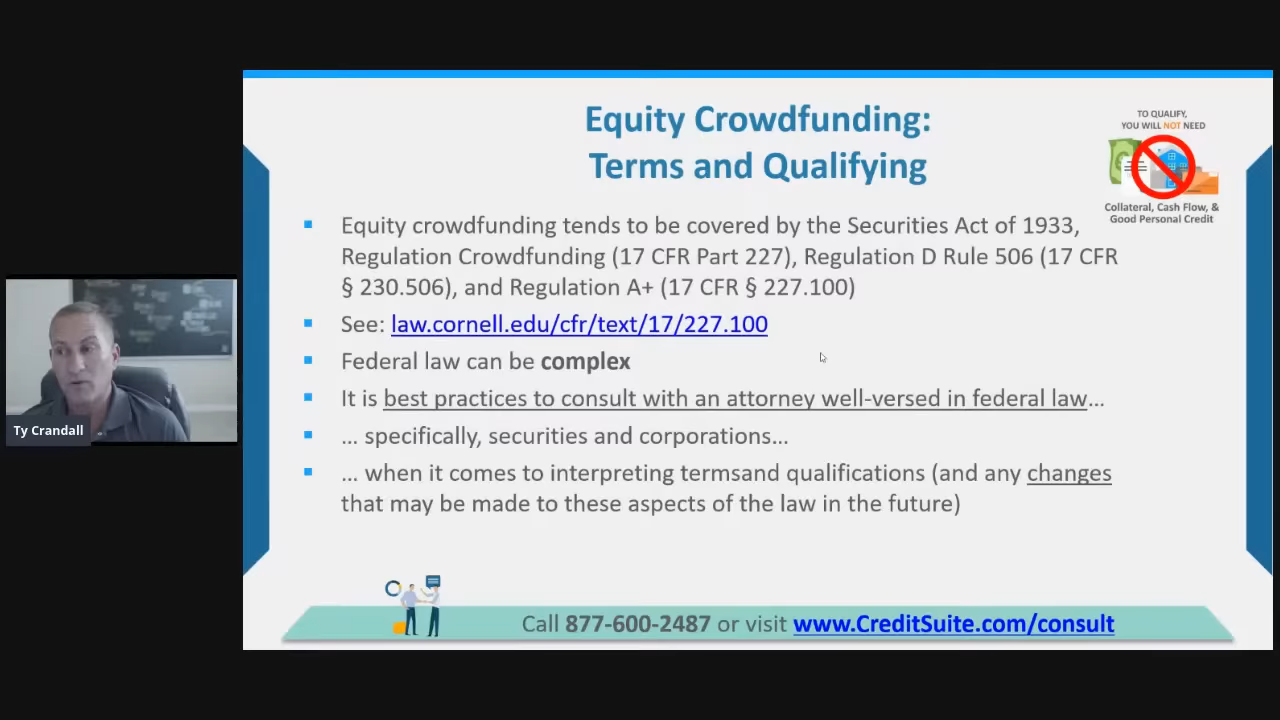 Equity Crowdfunding:
Terms and Qualifying
TO QUALIFY,
YOU WILL NOT NEED
Collateral, Cash Flow, &
Good Personal Credit
Equity crowdfunding tends to be covered by the Securities Act of 1933,
Regulation Crowdfunding (17 CFR Part 227), Regulation D Rule 506 (17 CFR
§ 230.506), and Regulation A+ (17 CFR § 227.100)
See: law.cornell.edu/cfr/text/17/227.100
Federal law can be complex
It is best practices to consult with an attorney well-versed in federal law...
... specifically, securities and corporations...
... when it comes to interpreting termsand qualifications (and any changes
that may be made to these aspects of the law in the future)
Ty Crandall
Call 877-600-2487 or visit www.CreditSuite.com/consult